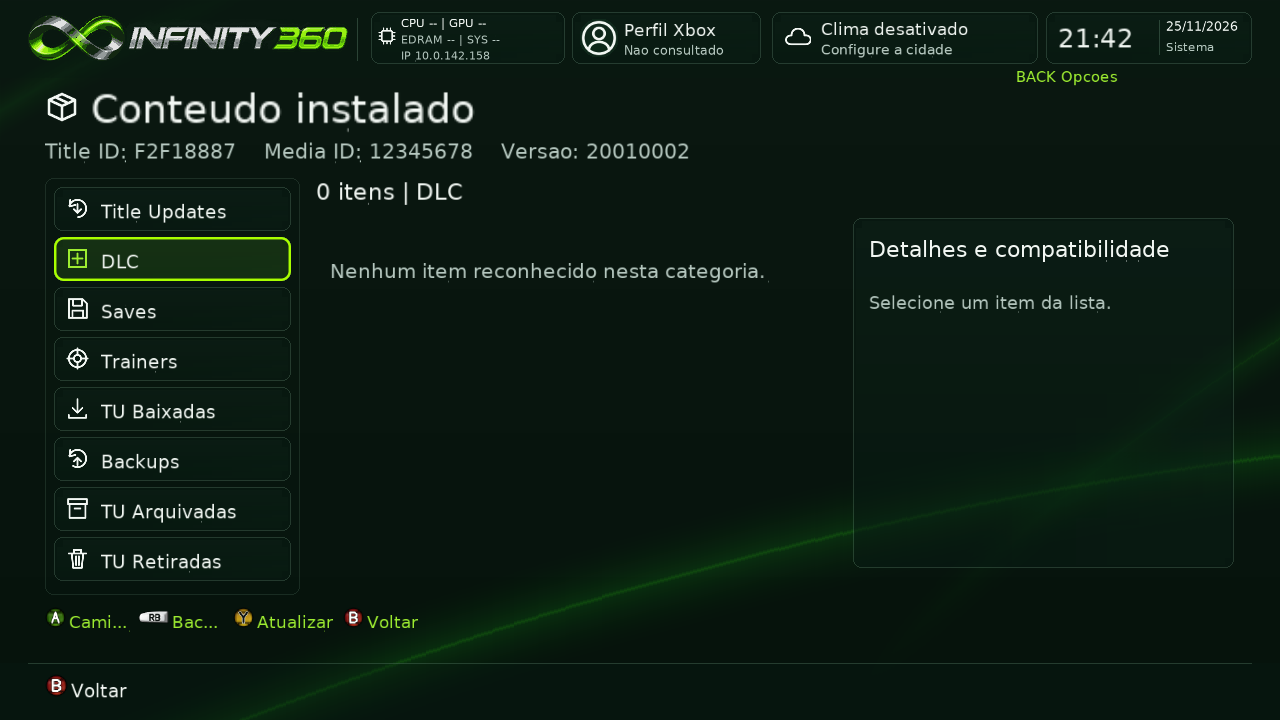 INFINITY 360
CPU -- | GPU --
EDRAM -- | SYS --
IP 10.0.142.158
Perfil Xbox
Nao consultado
Clima desativado
Configure a cidade
21:42
25/11/2026
Sistema
BACK Opcoes
Conteudo instalado
Title ID: F2F18887 Media ID: 12345678 Versao: 20010002
Title Updates
DLC
Saves
Trainers
TU Baixadas
Backups
TU Arquivadas
TU Retiradas
0 itens | DLC
Nenhum item reconhecido nesta categoria.
Detalhes e compatibilidade
Selecione um item da lista.
A Cami... RB Bac... Y Atualizar B Voltar
B Voltar